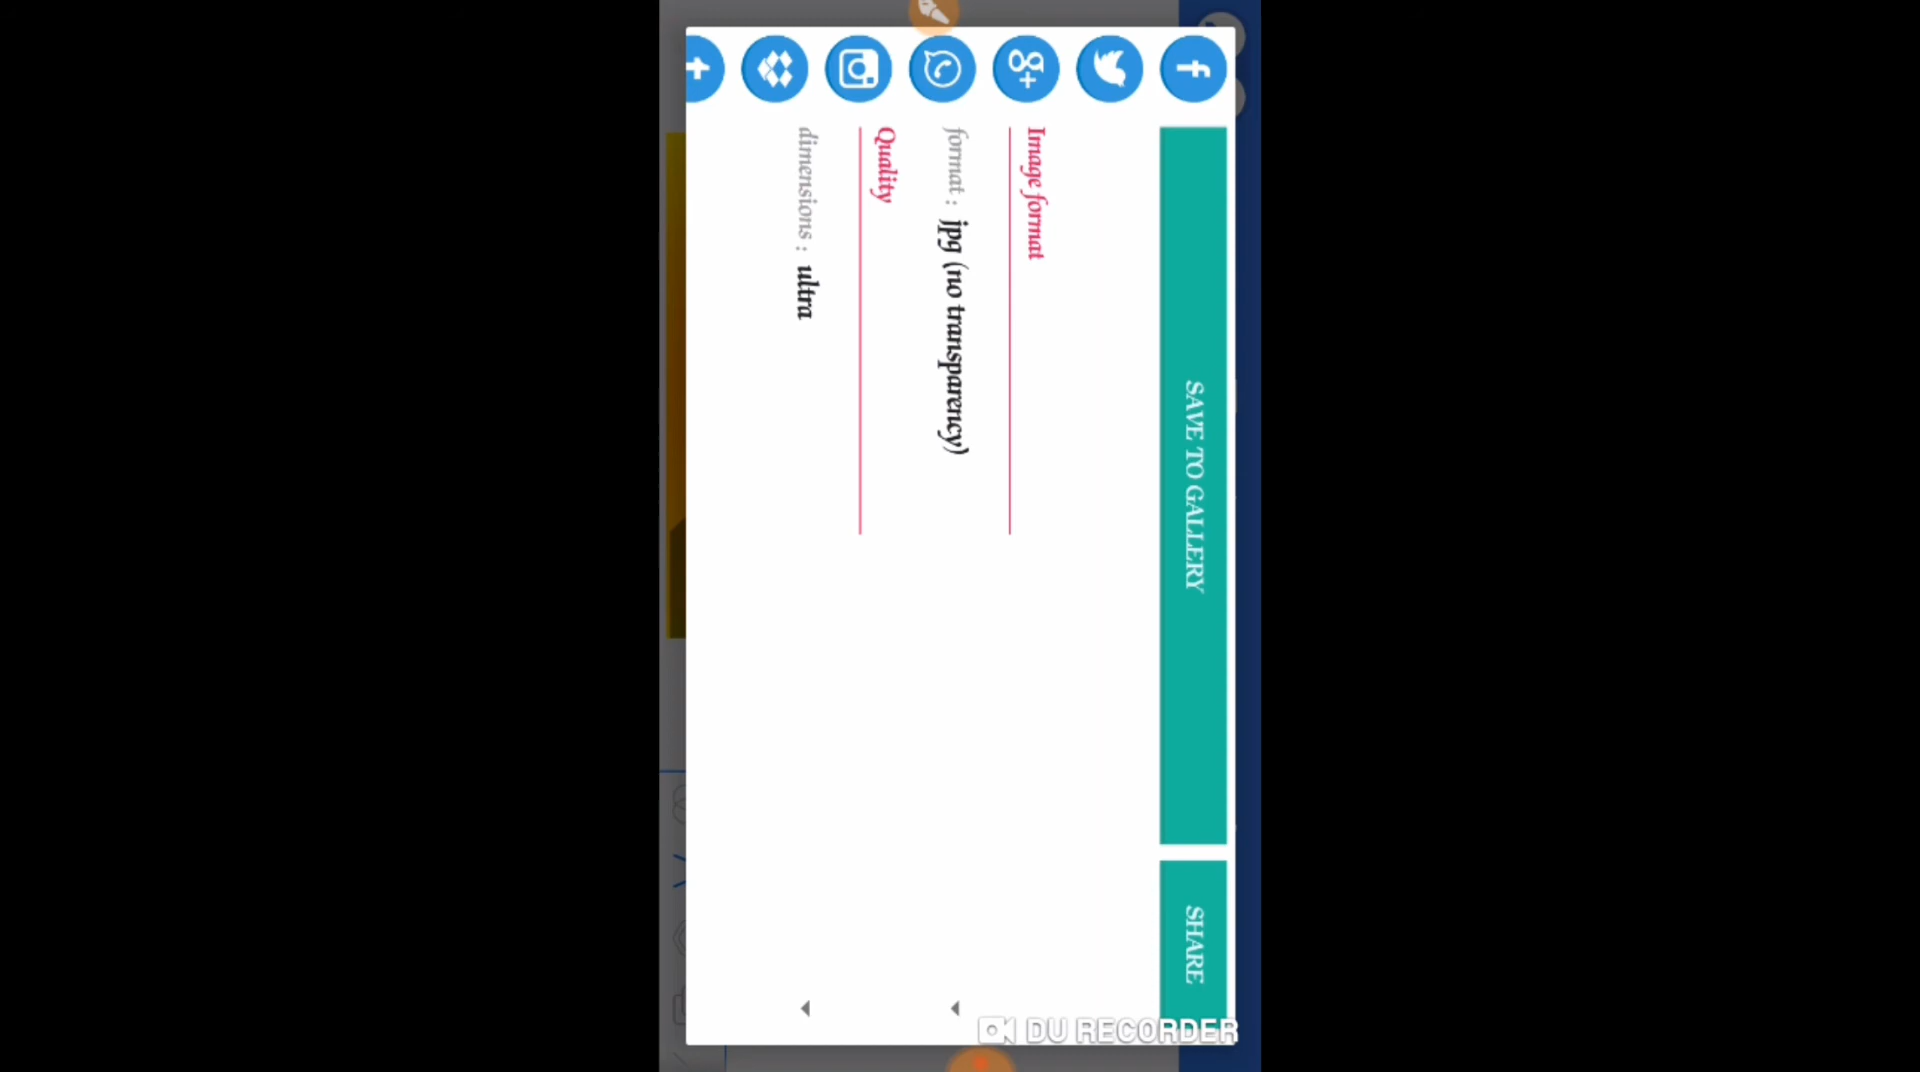 SAVE TO GALLERY
SHARE
Image format
format : jpg (no transparency)
Quality
dimensions : ultra
DU RECORDER